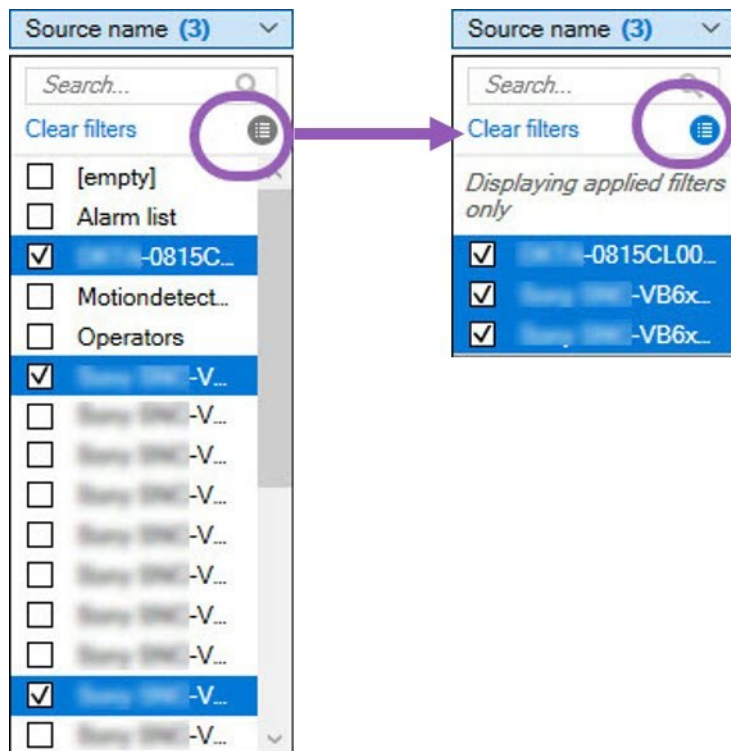 Source name (3)
Search...
Clear filters
[empty]
Alarm list
-0815C...
Motiondetect...
Operators
-V...
-V...
-V...
-V...
-V...
-V...
-V...
-V...
-V...
-V...
Source name (3)
Search...
Clear filters
Displaying applied filters
only
-0815CL00...
-VB6x...
-VB6x...